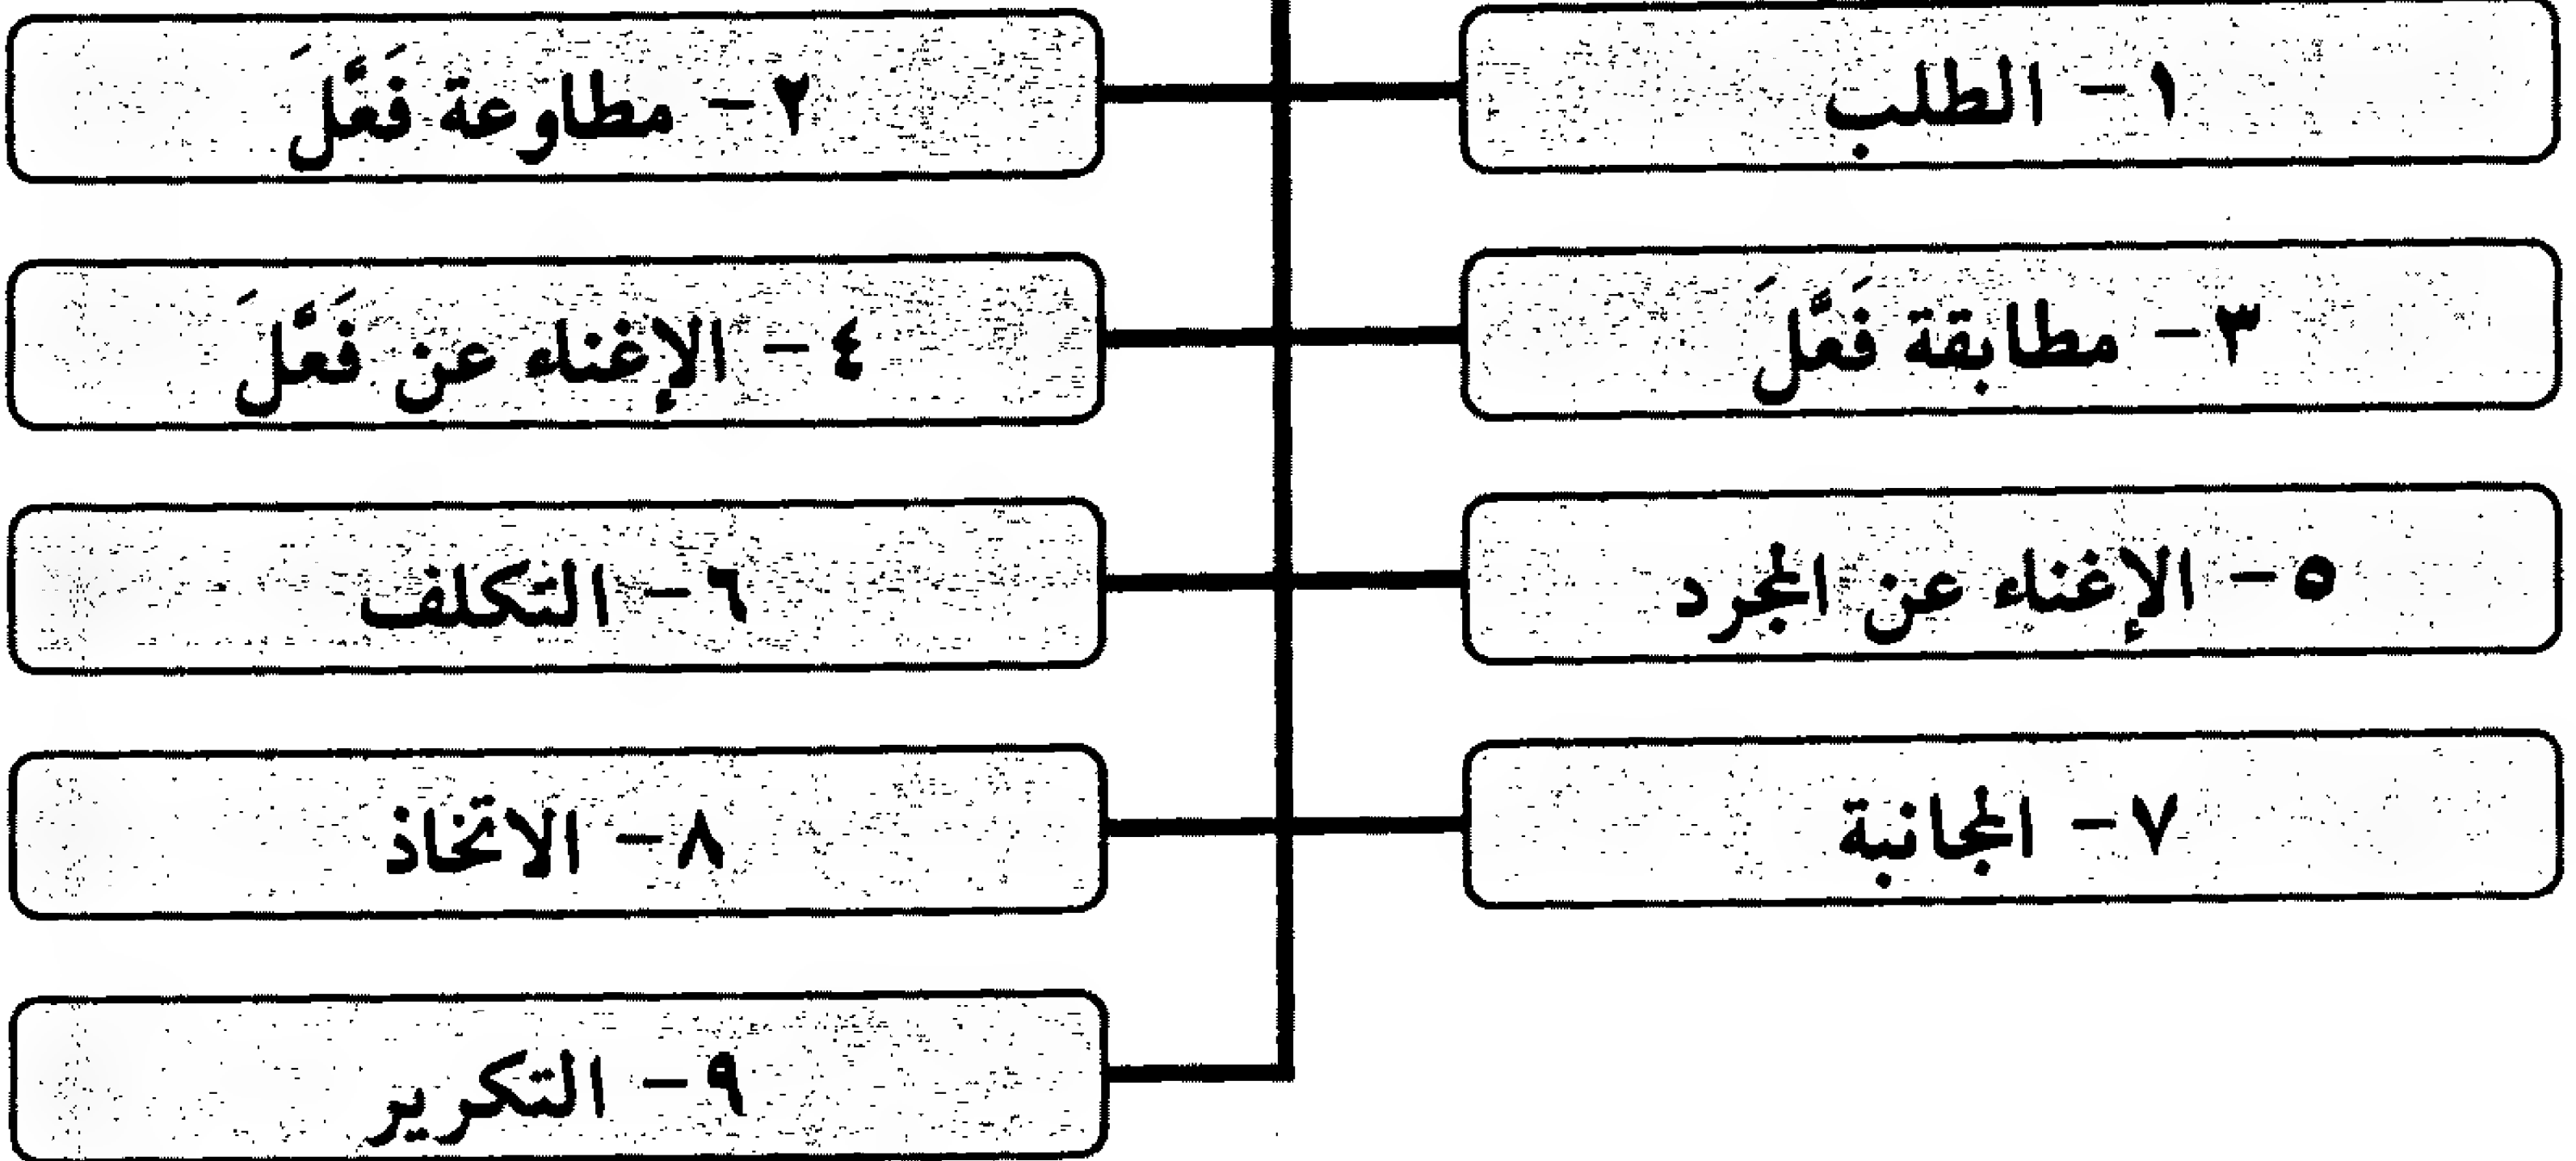 ١- الطلب
٢- مطاوعة فَعَّلَ
٣- مطابقة فَعَّلَ
٤- الإغناء عن فَعَّلَ
٥- الإغناء عن المجرد
٦- التكلف
٧- المجانبة
٨- الاتخاذ
٩- التكرير